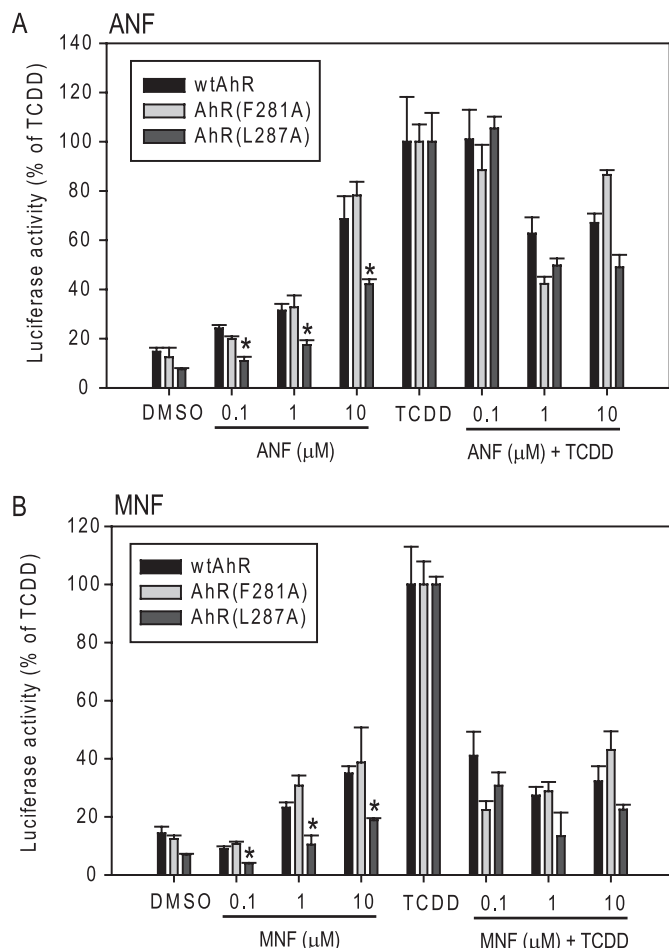 A
ANF
140
120
100
80
60
40
20
0
Luciferase activity (% of TCDD)
wtAhR
AhR(F281A)
AhR(L287A)
* * *
DMSO 0.1 1 10 TCDD 0.1 1 10
ANF (μM) ANF (μM) + TCDD
B
MNF
120
100
80
60
40
20
0
Luciferase activity (% of TCDD)
wtAhR
AhR(F281A)
AhR(L287A)
* * *
DMSO 0.1 1 10 TCDD 0.1 1 10
MNF (μM) MNF (μM) + TCDD